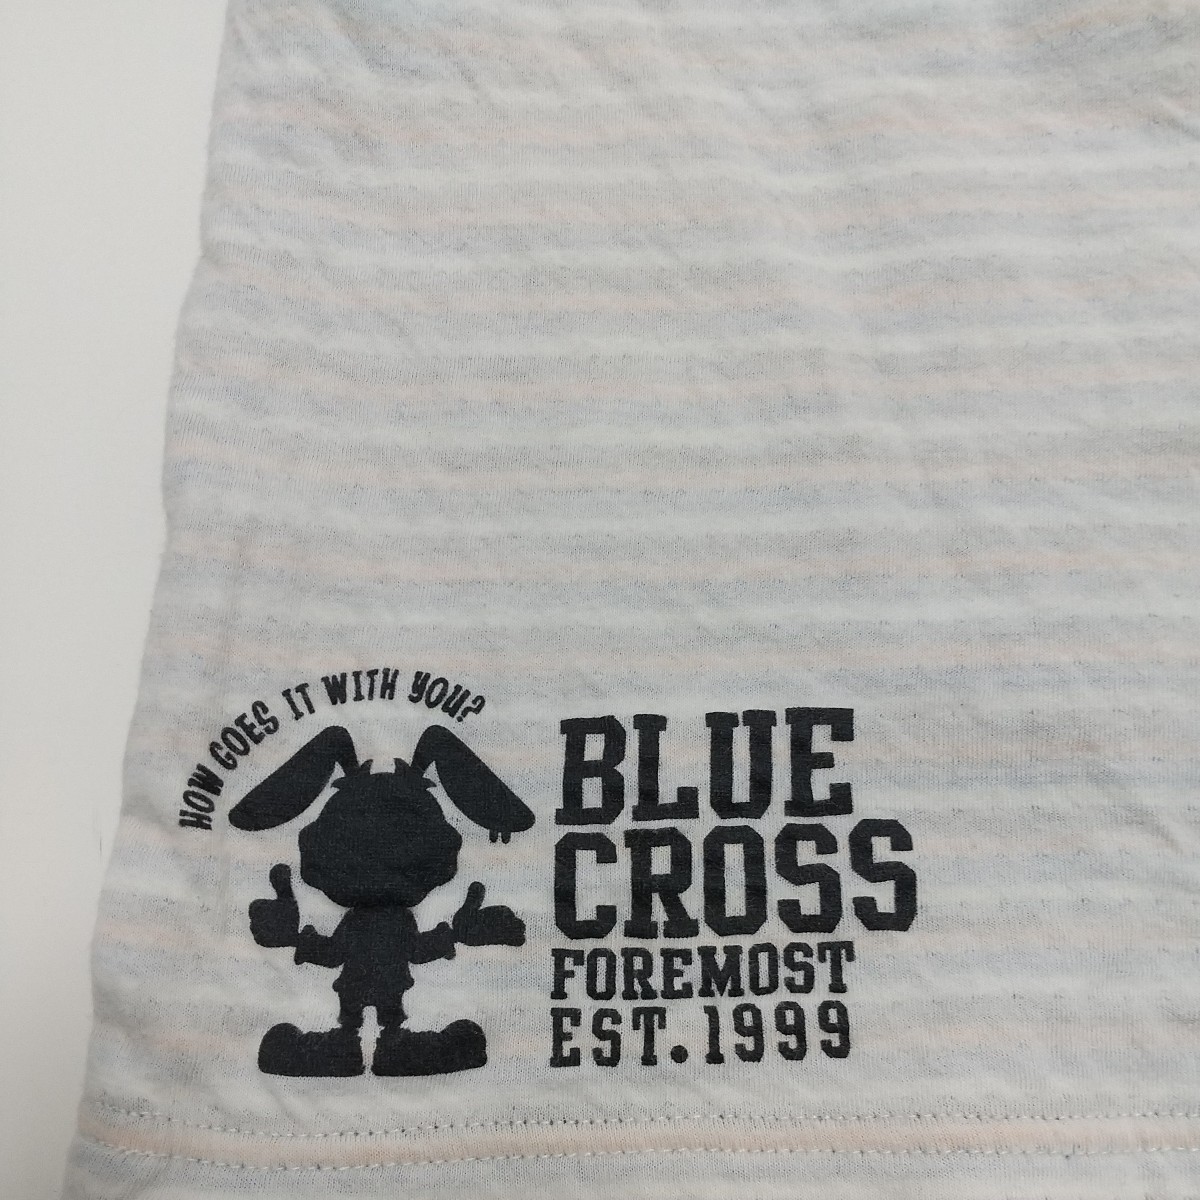 HOW GOES IT WITH YOU?
BLUE
CROSS
FOREMOST
EST.1999